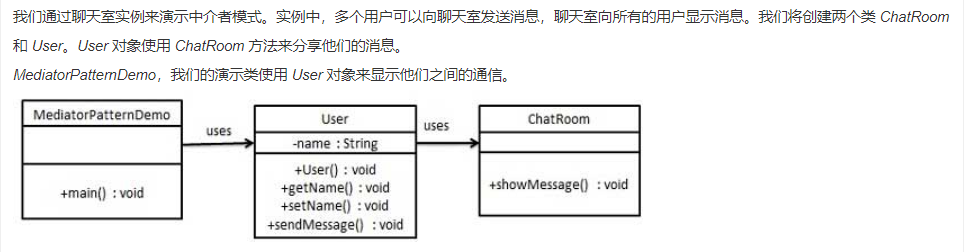 我们通过聊天室实例来演示中介者模式。实例中，多个用户可以向聊天室发送消息，聊天室向所有的用户显示消息。我们将创建两个类 ChatRoom
和 User。User 对象使用 ChatRoom 方法来分享他们的消息。
MediatorPatternDemo，我们的演示类使用 User 对象来显示他们之间的通信。
MediatorPatternDemo
+main() : void
uses
User
-name : String
+User() : void
+getName() : void
+setName() : void
+sendMessage() : void
uses
ChatRoom
+showMessage() : void